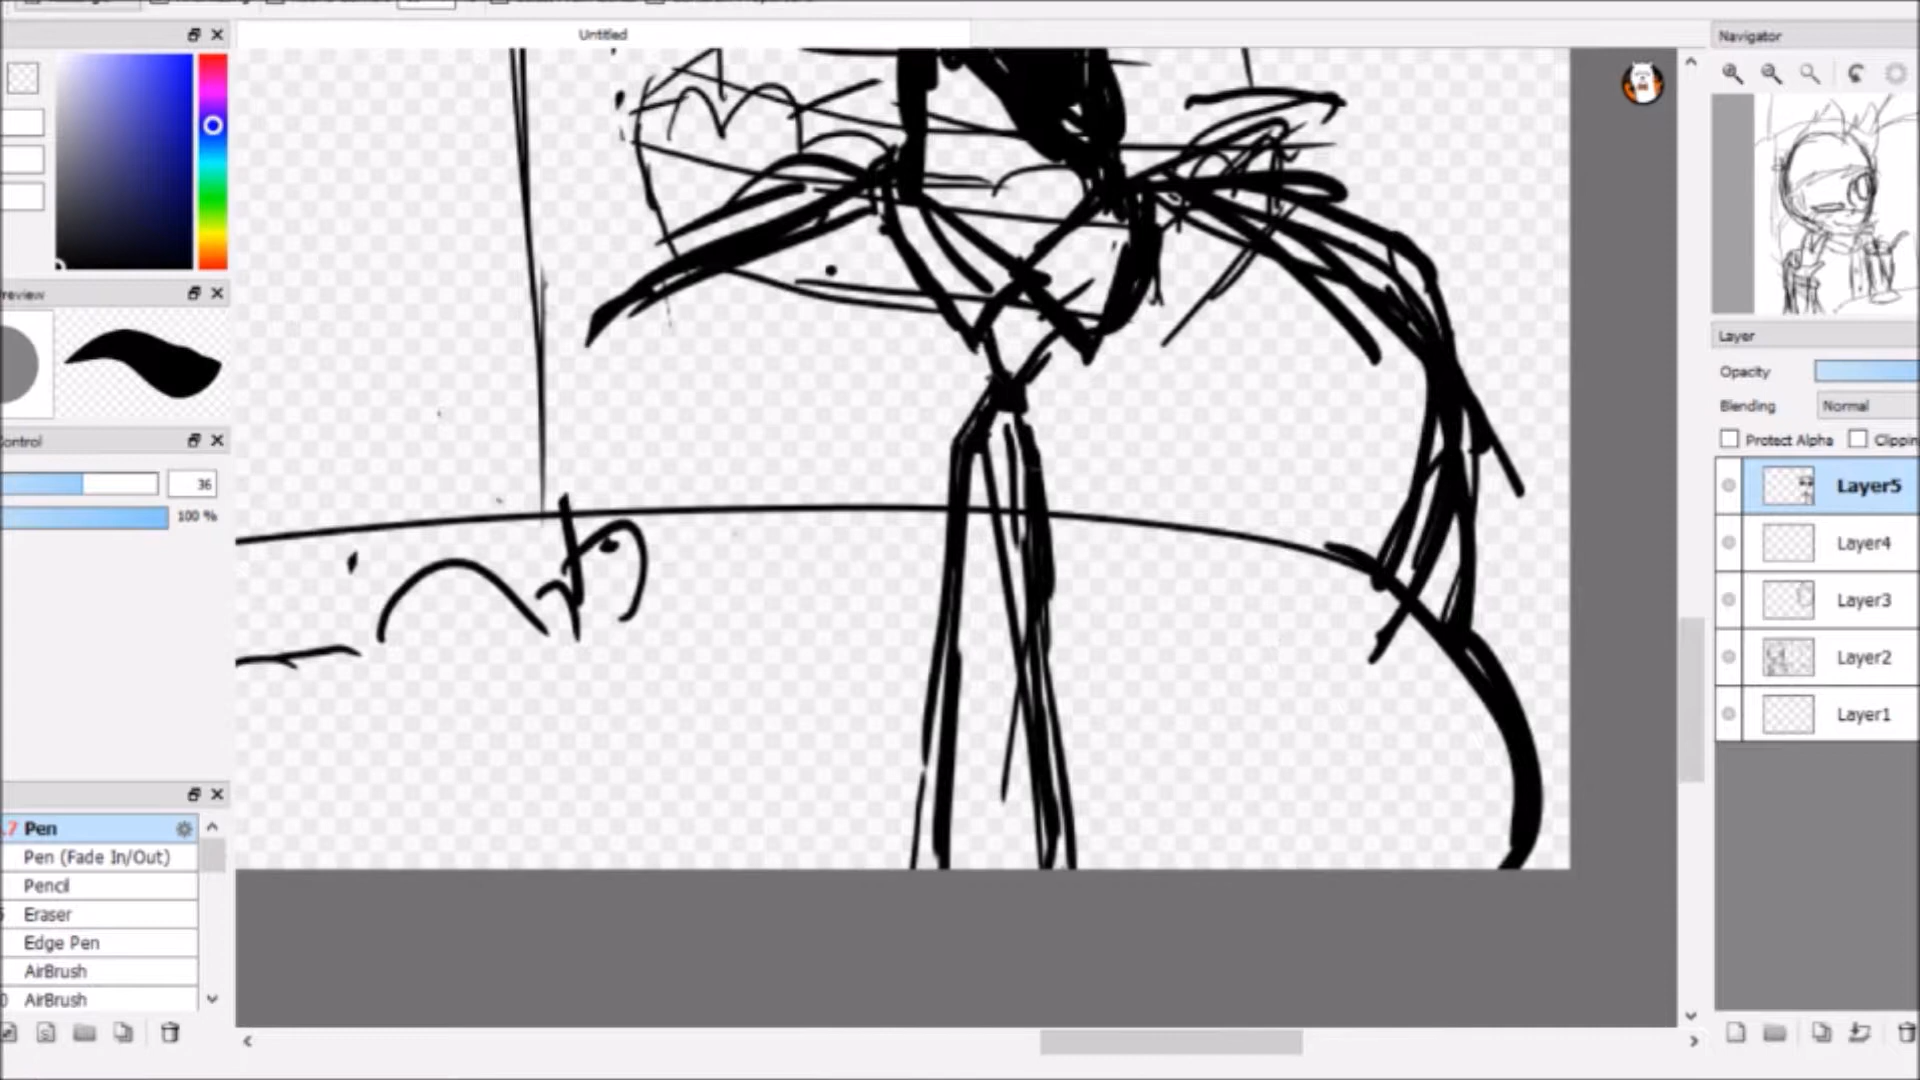 Untitled
Navigator
review
Layer
Opacity
Blending
Normal
Protect Alpha
Clippin
ontrol
36
100 %
Layer5
Layer4
Layer3
Layer2
Layer1
Pen
Pen (Fade In/Out)
Pencil
Eraser
Edge Pen
AirBrush
AirBrush